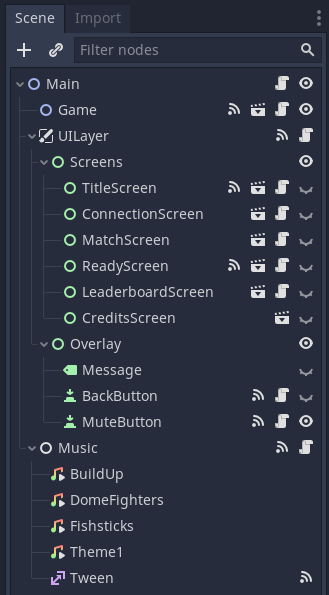 Scene Import
Filter nodes
Main
Game
UILayer
Screens
TitleScreen
ConnectionScreen
MatchScreen
ReadyScreen
LeaderboardScreen
CreditsScreen
Overlay
Message
BackButton
MuteButton
Music
BuildUp
DomeFighters
Fishsticks
Theme1
Tween